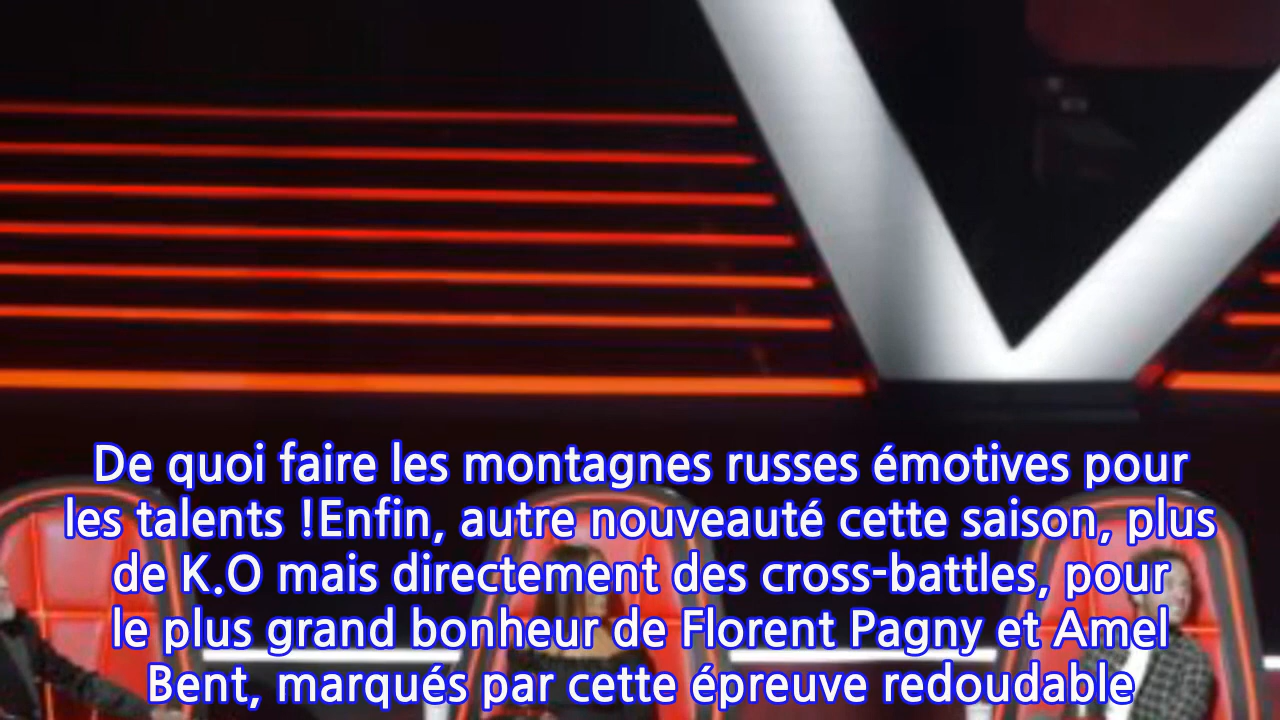 De quoi faire les montagnes russes émotives pour
les talents !Enfin, autre nouveauté cette saison, plus
de K.O mais directement des cross-battles, pour
le plus grand bonheur de Florent Pagny et Amel
Bent, marqués par cette épreuve redoutable